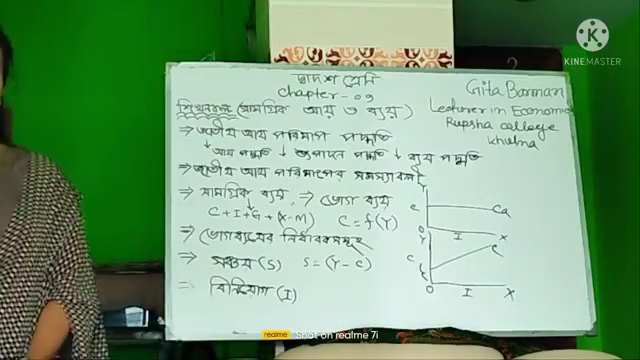 দ্বাদশ শ্রেণি
Chapter - 09
শিখনফল (সামগ্রিক আয় ও ব্যয়)
⇒ জাতীয় আয় পরিমাপ পদ্ধতি
↓ আয় পদ্ধতি ↓ উৎপাদন পদ্ধতি ↓ ব্যয় পদ্ধতি
⇒ জাতীয় আয় পরিমাপের সমস্যাবলী
⇒ সামগ্রিক ব্যয়, ⇒ ভোগ ব্যয়
C + I + G + (X - M) C = f(Y)
⇒ ভোগব্যয়ের নির্ধারকসমূহ
⇒ সঞ্চয় (S) S = (Y - C)
⇒ বিনিয়োগ (I)
Gita Barman
Lecturer in Economics
Rupsha college
Khulna
Y
C Ca
O I X
Y
C C
O I X
KINEMASTER
realme Shot on realme 7i